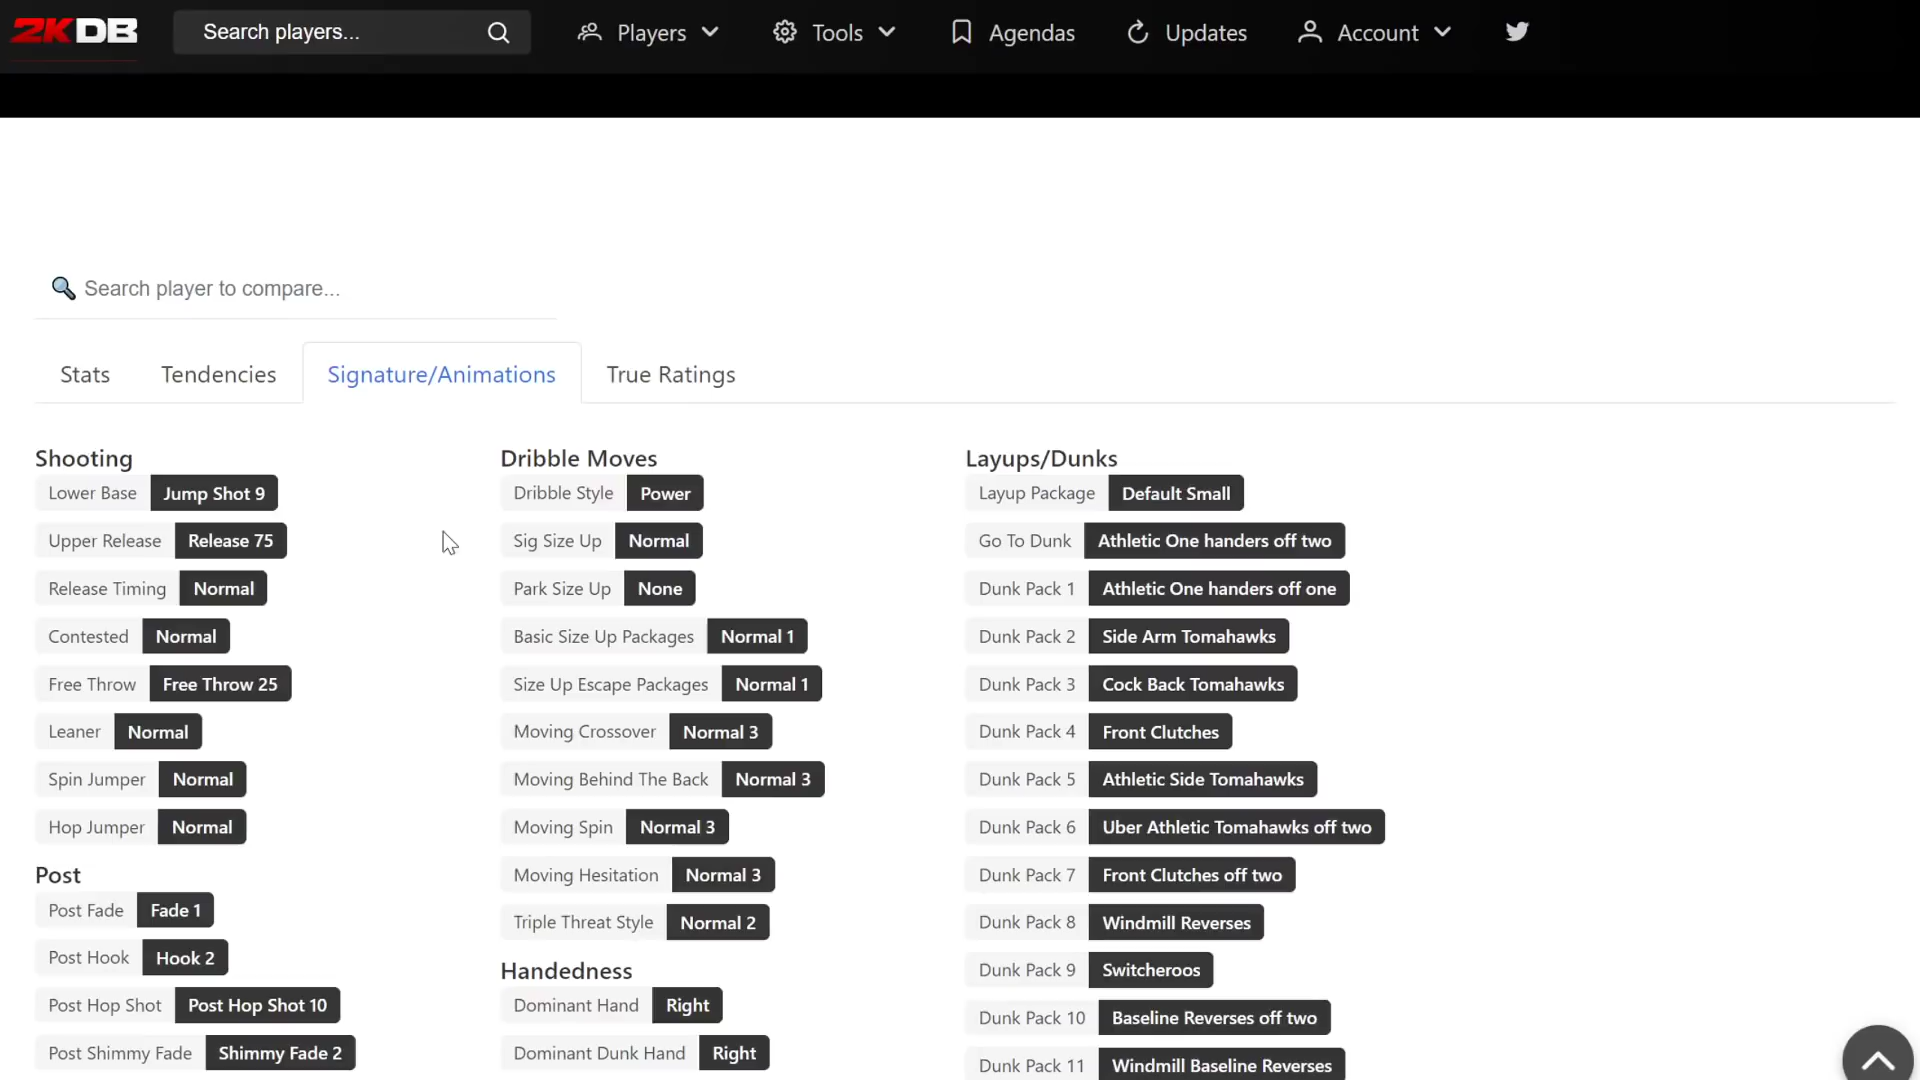 2KDB
Search players...
Players
Tools
Agendas
Updates
Account
Search player to compare...
Stats
Tendencies
Signature/Animations
True Ratings
Shooting
Lower Base Jump Shot 9
Upper Release Release 75
Release Timing Normal
Contested Normal
Free Throw Free Throw 25
Leaner Normal
Spin Jumper Normal
Hop Jumper Normal
Post
Post Fade Fade 1
Post Hook Hook 2
Post Hop Shot Post Hop Shot 10
Post Shimmy Fade Shimmy Fade 2
Dribble Moves
Dribble Style Power
Sig Size Up Normal
Park Size Up None
Basic Size Up Packages Normal 1
Size Up Escape Packages Normal 1
Moving Crossover Normal 3
Moving Behind The Back Normal 3
Moving Spin Normal 3
Moving Hesitation Normal 3
Triple Threat Style Normal 2
Handedness
Dominant Hand Right
Dominant Dunk Hand Right
Layups/Dunks
Layup Package Default Small
Go To Dunk Athletic One handers off two
Dunk Pack 1 Athletic One handers off one
Dunk Pack 2 Side Arm Tomahawks
Dunk Pack 3 Cock Back Tomahawks
Dunk Pack 4 Front Clutches
Dunk Pack 5 Athletic Side Tomahawks
Dunk Pack 6 Uber Athletic Tomahawks off two
Dunk Pack 7 Front Clutches off two
Dunk Pack 8 Windmill Reverses
Dunk Pack 9 Switcheroos
Dunk Pack 10 Baseline Reverses off two
Dunk Pack 11 Windmill Baseline Reverses